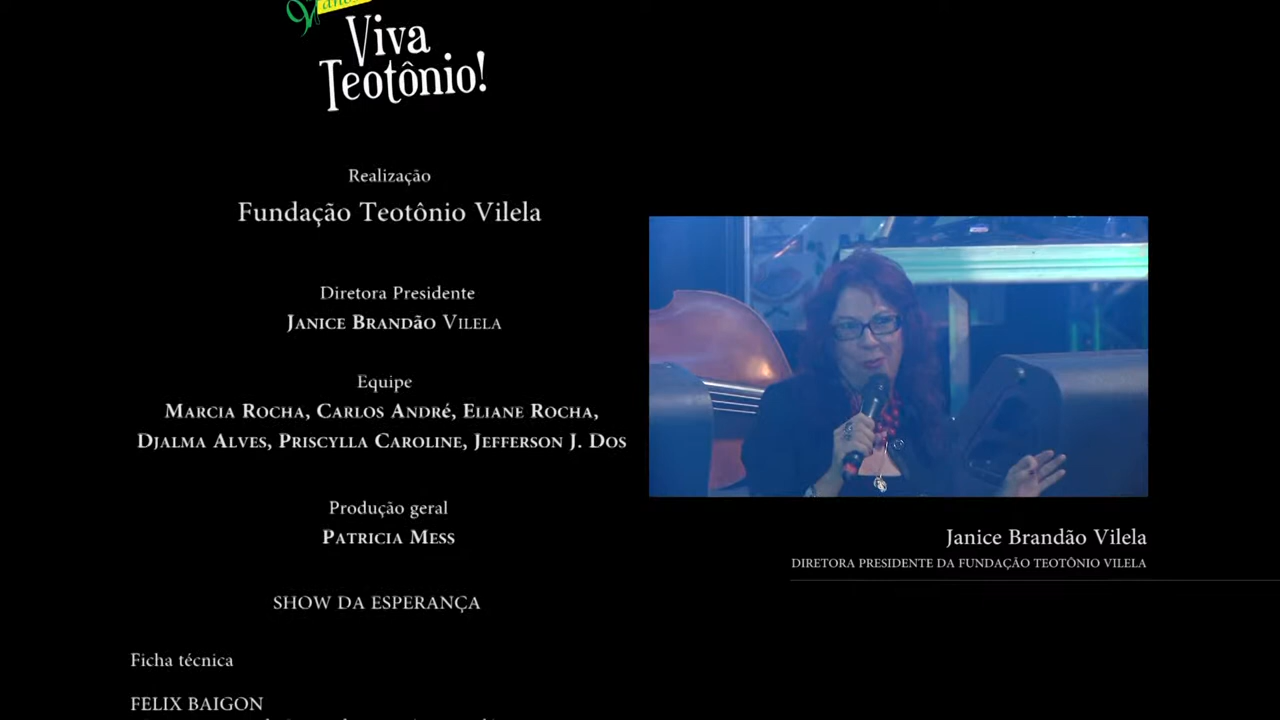 Viva
Teotônio!
Realização
Fundação Teotônio Vilela
Diretora Presidente
JANICE BRANDãO VILELA
Equipe
MARCIA ROCHA, CARLOS ANDRé, ELIANE ROCHA,
DJALMA ALVES, PRISCYLLA CAROLINE, JEFFERSON J. DOS
Produção geral
PATRICIA MESS
SHOW DA ESPERANÇA
Ficha técnica
FELIX BAIGON
Janice Brandão Vilela
DIRETORA PRESIDENTE DA FUNDAÇÃO TEOTÔNIO VILELA